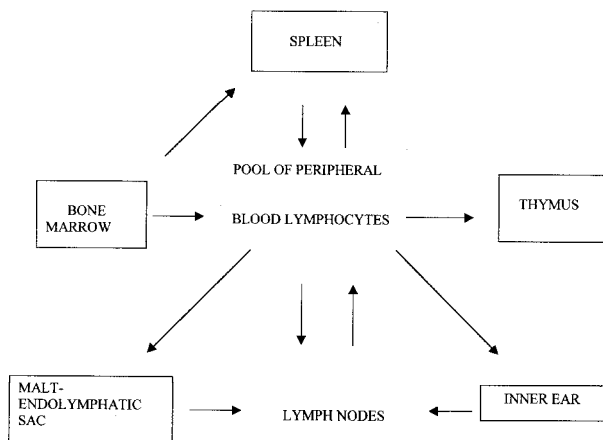 SPLEEN
POOL OF PERIPHERAL
BLOOD LYMPHOCYTES
BONE
MARROW
THYMUS
MALT-
ENDOLYMPHATIC
SAC
LYMPH NODES
INNER EAR